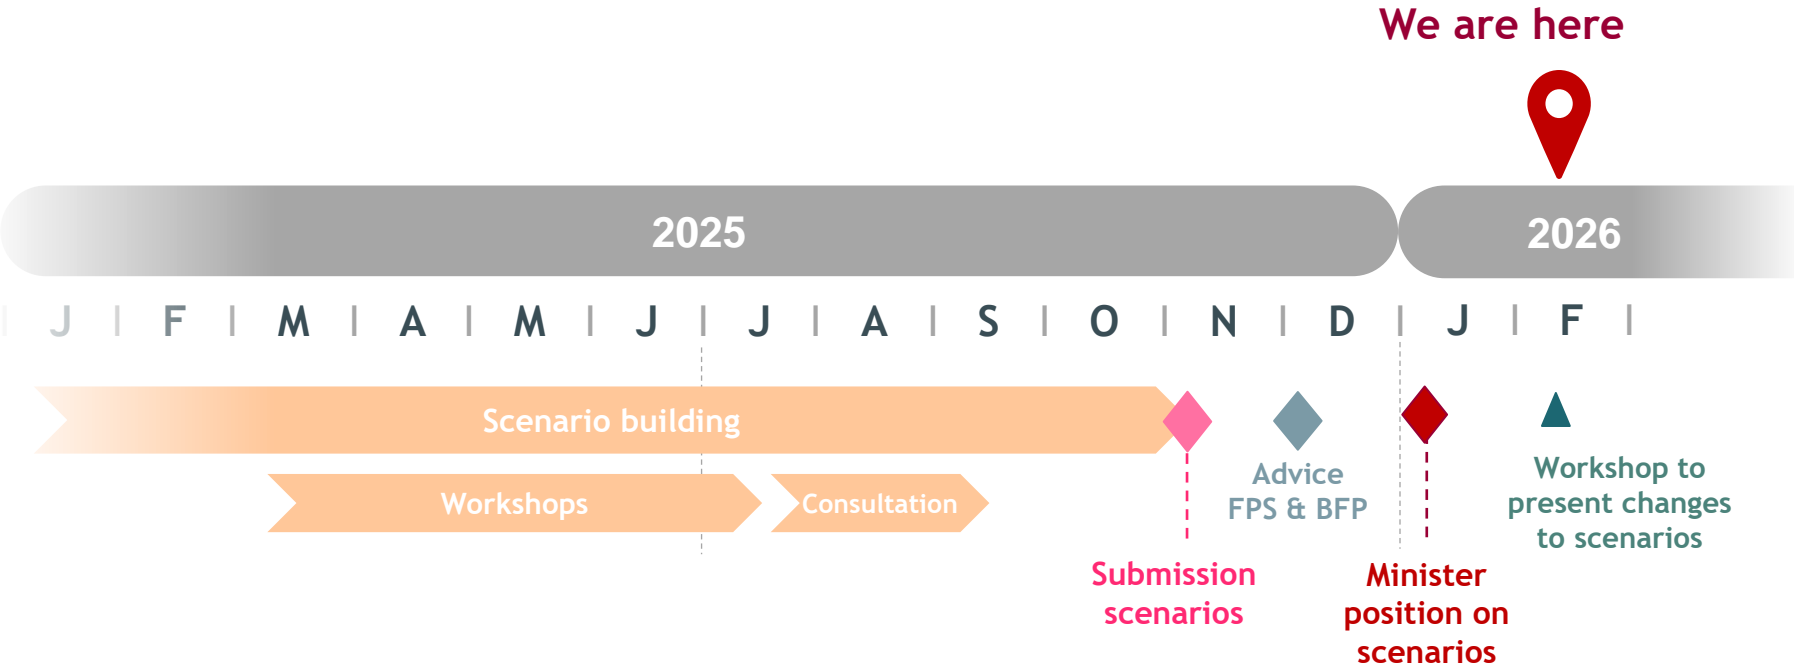 We are here
2025
2026
J F M A M J J A S O N D J F
Scenario building
Workshops
Consultation
Advice
FPS & BFP
Workshop to
present changes
to scenarios
Submission
scenarios
Minister
position on
scenarios